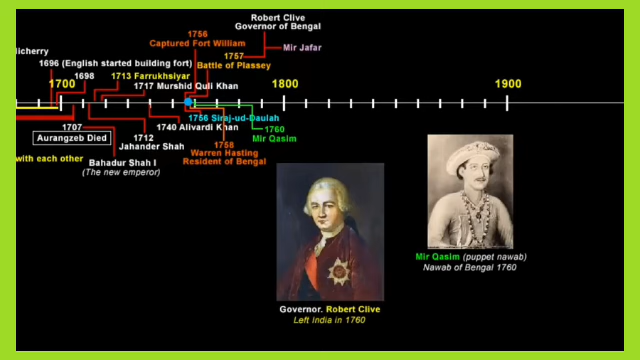 Robert Clive
Governor of Bengal
1756
Captured Fort William
Mir Jafar
1757
Battle of Plassey
licherry
1696 (English started building fort)
1698
1713 Farrukhsiyar
1717 Murshid Quli Khan
1700
1800
1900
1756 Siraj-ud-Daulah
1740 Alivardi Khan
1760
Mir Qasim
1707
Aurangzeb Died
1712
Jahander Shah
1758
Warren Hasting
Resident of Bengal
with each other
Bahadur Shah I
(The new emperor)
Mir Qasim (puppet nawab)
Nawab of Bengal 1760
Governor. Robert Clive
Left India in 1760